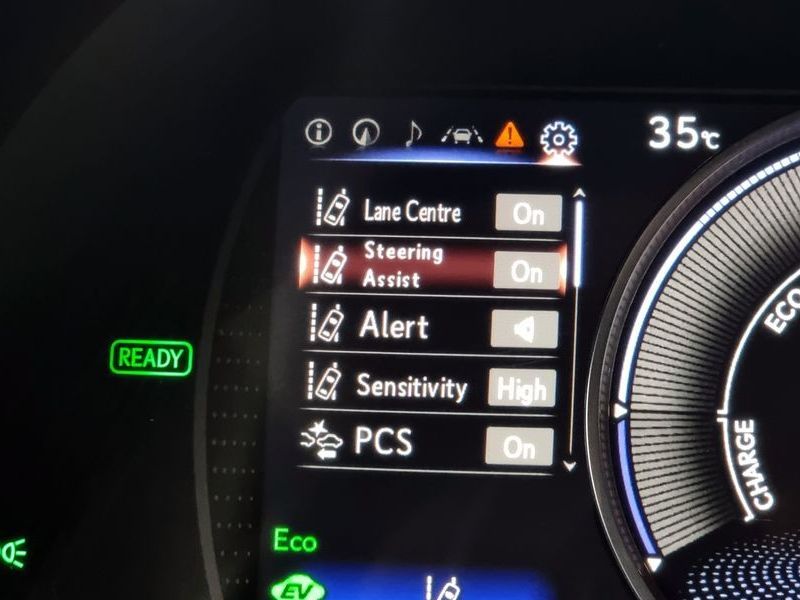 35℃
Lane Centre On
Steering
Assist On
Alert
READY
Sensitivity High
PCS On
ECO
CHARGE
Eco
EV